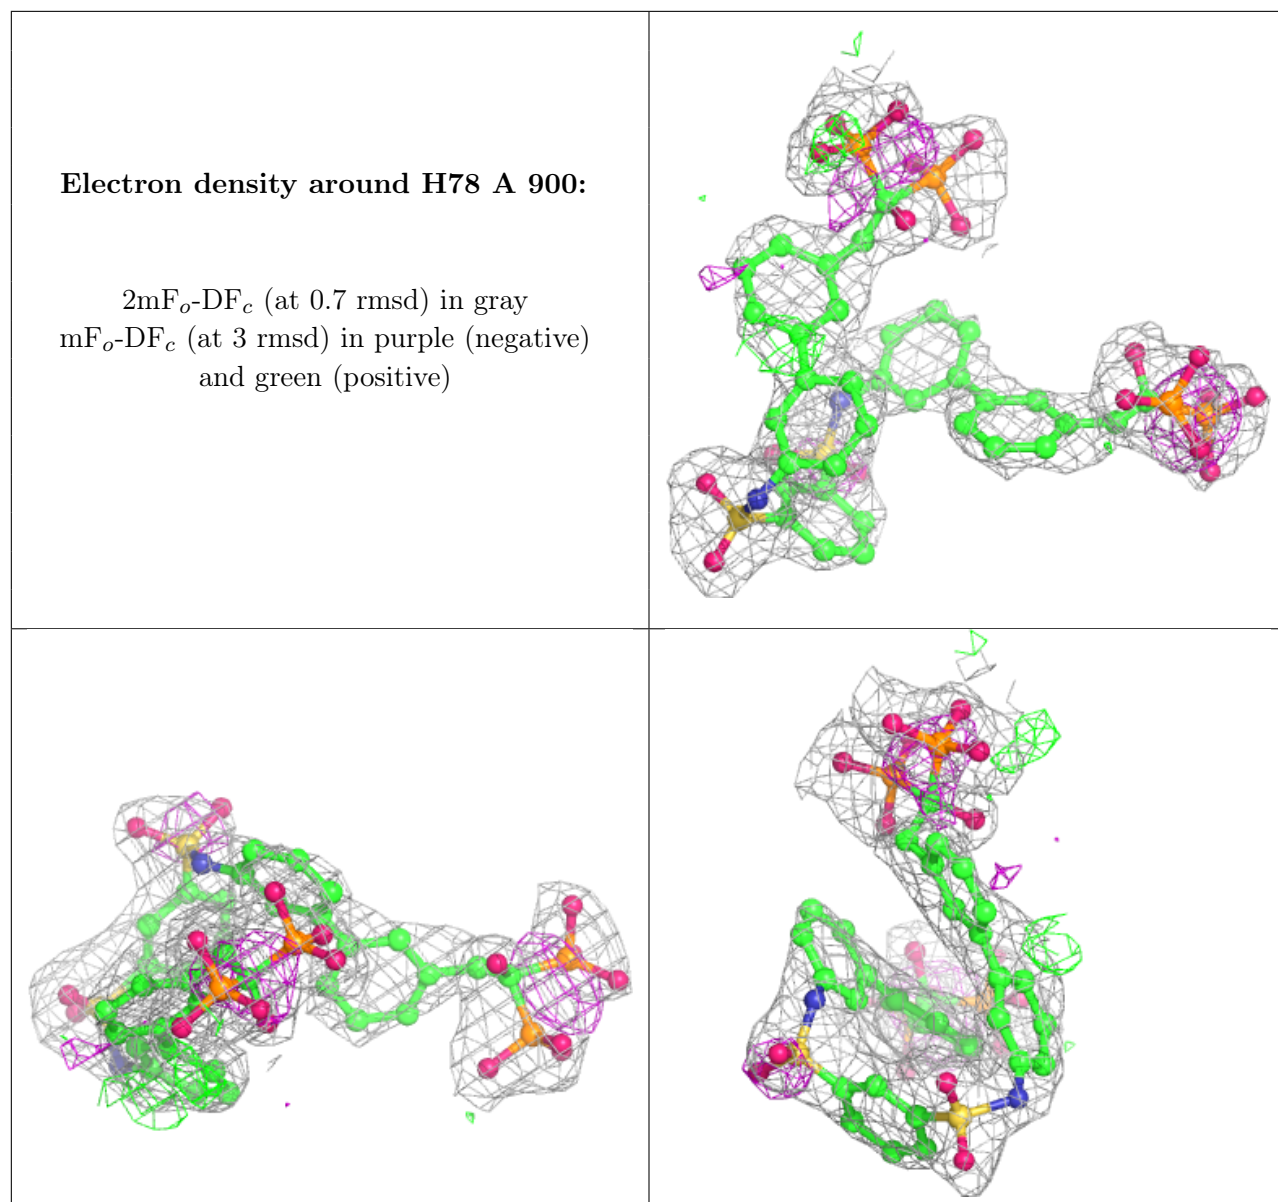 Electron density around H78 A 900:
2mFo-DFc (at 0.7 rmsd) in gray
mFo-DFc (at 3 rmsd) in purple (negative)
and green (positive)